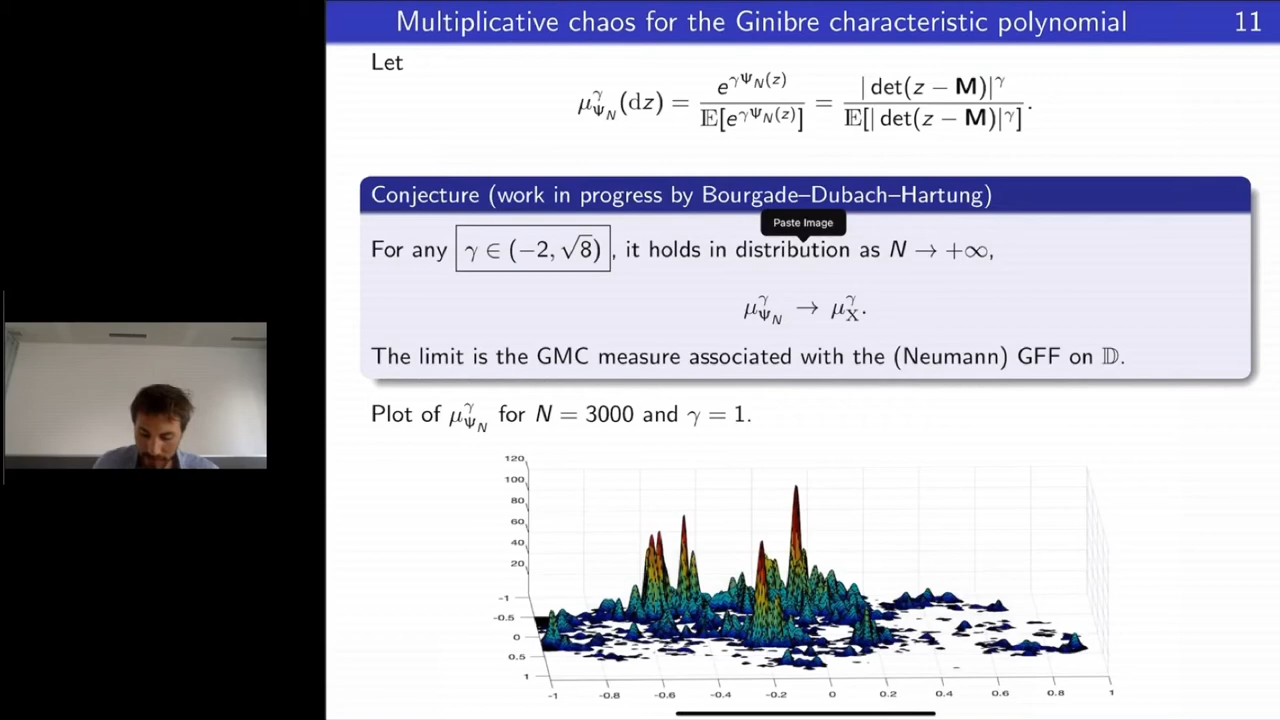 Multiplicative chaos for the Ginibre characteristic polynomial 11
Let
μ^γ_{Ψ_N}(dz) = e^{γΨ_N(z)} / 𝔼[e^{γΨ_N(z)}] = |det(z − M)|^γ / 𝔼[|det(z − M)|^γ].
Conjecture (work in progress by Bourgade–Dubach–Hartung)
Paste Image
For any γ ∈ (−2, √8), it holds in distribution as N → +∞,
μ^γ_{Ψ_N} → μ^γ_X.
The limit is the GMC measure associated with the (Neumann) GFF on 𝔻.
Plot of μ^γ_{Ψ_N} for N = 3000 and γ = 1.
120
100
80
60
40
20
-1
-0.5
0
0.5
1
-1 -0.8 -0.6 -0.4 -0.2 0 0.2 0.4 0.6 0.8 1